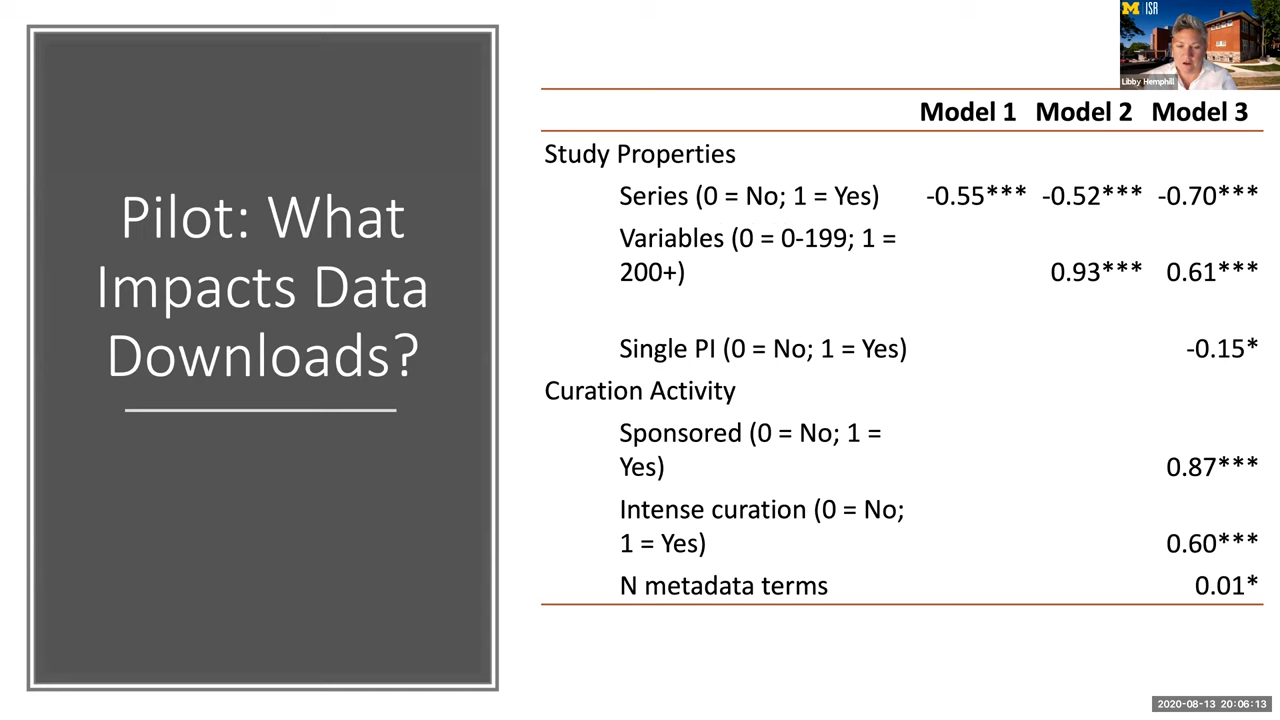 M ISR
Libby Hemphill
Pilot: What
Impacts Data
Downloads?
Model 1 Model 2 Model 3
Study Properties
Series (0 = No; 1 = Yes) -0.55*** -0.52*** -0.70***
Variables (0 = 0-199; 1 =
200+) 0.93*** 0.61***
Single PI (0 = No; 1 = Yes) -0.15*
Curation Activity
Sponsored (0 = No; 1 =
Yes) 0.87***
Intense curation (0 = No;
1 = Yes) 0.60***
N metadata terms 0.01*
2020-08-13 20:06:13